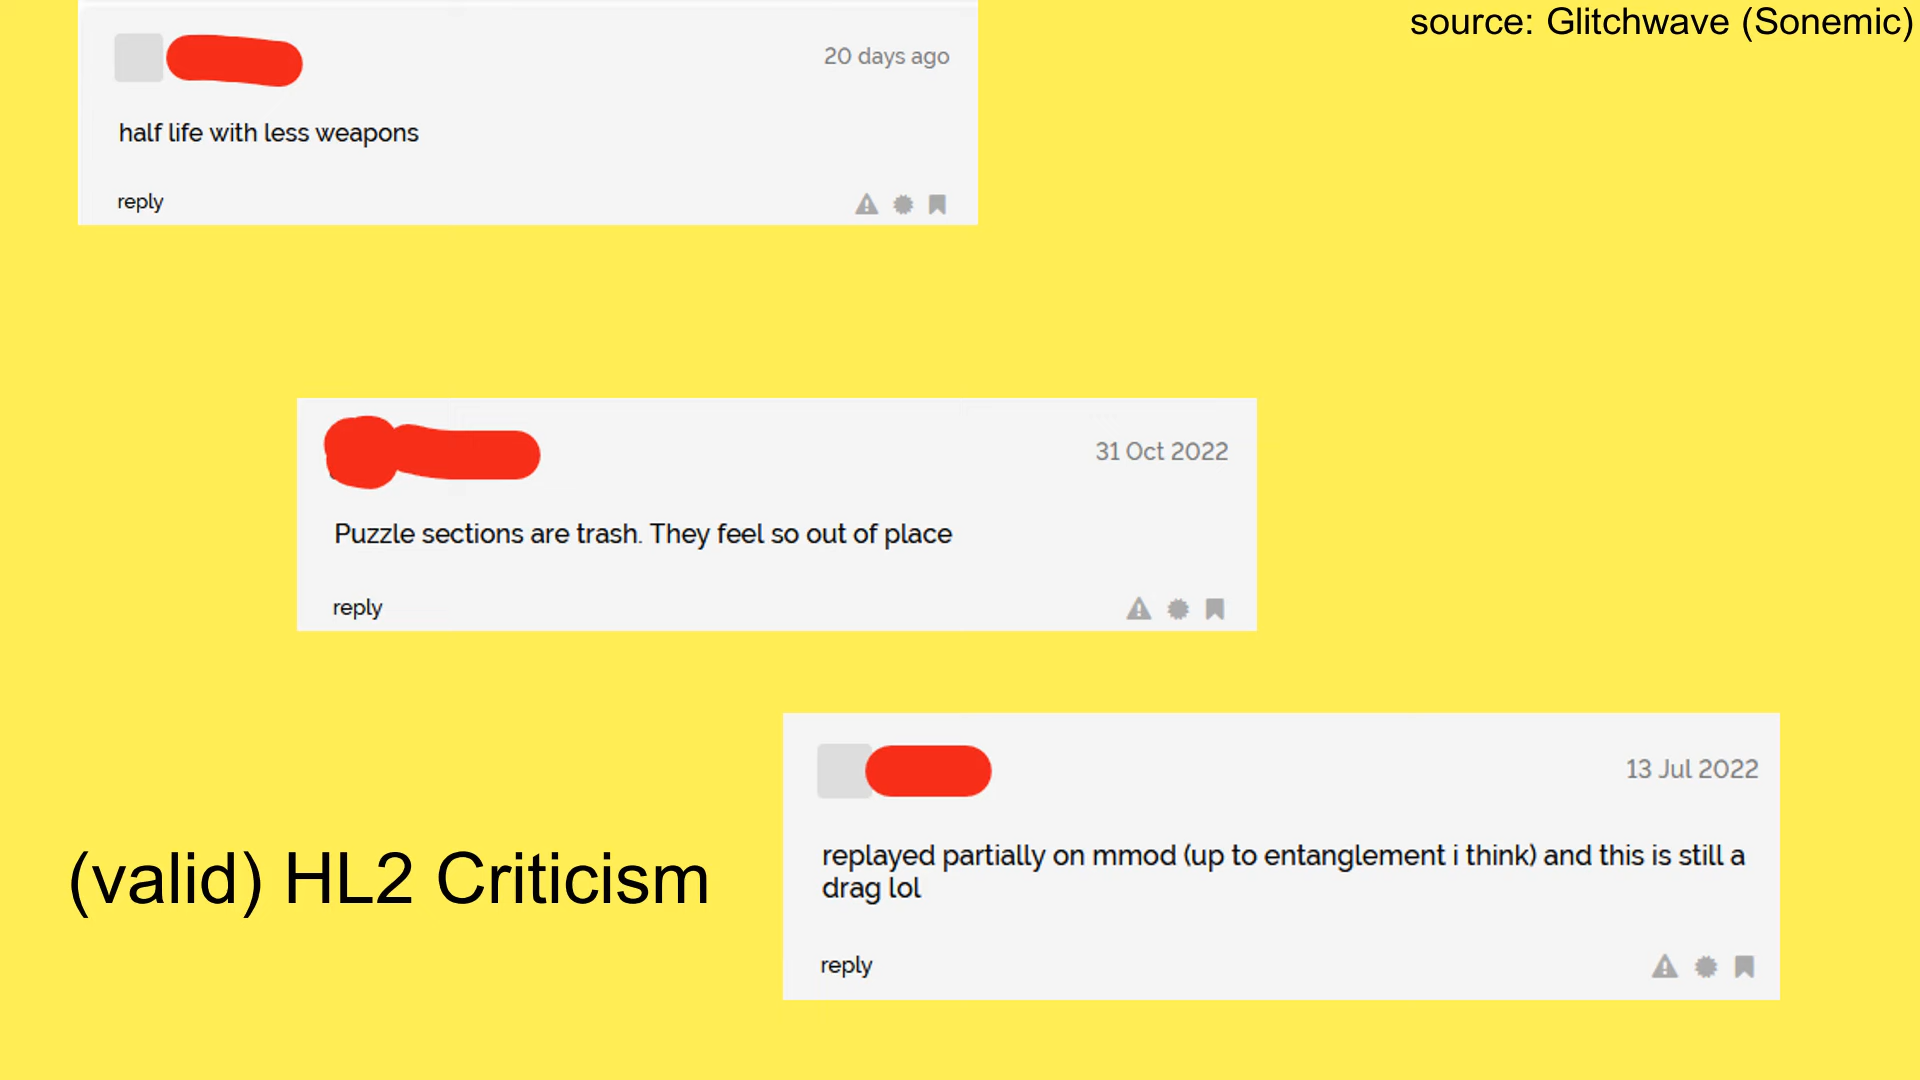 source: Glitchwave (Sonemic)
20 days ago
half life with less weapons
reply
31 Oct 2022
Puzzle sections are trash. They feel so out of place
reply
13 Jul 2022
replayed partially on mmod (up to entanglement i think) and this is still a
drag lol
reply
(valid) HL2 Criticism